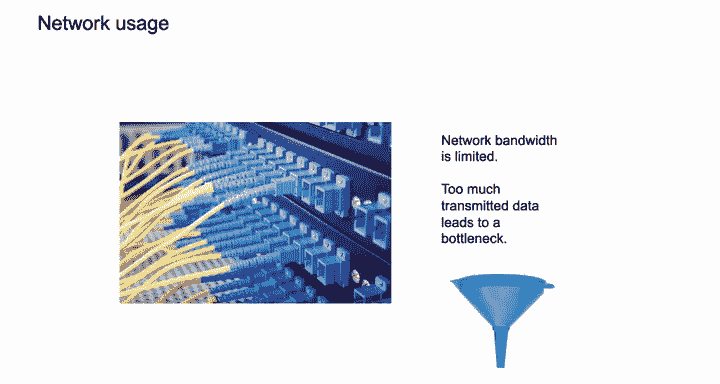 Network usage
Network bandwidth
is limited.
Too much
transmitted data
leads to a
bottleneck.